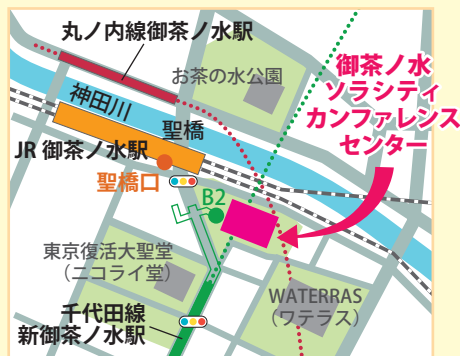 丸ノ内線御茶ノ水駅
お茶の水公園
御茶ノ水
ソラシティ
カンファレンス
センター
神田川
聖橋
JR 御茶ノ水駅
聖橋口
B2
東京復活大聖堂
（ニコライ堂）
WATERRAS
（ワテラス）
千代田線
新御茶ノ水駅